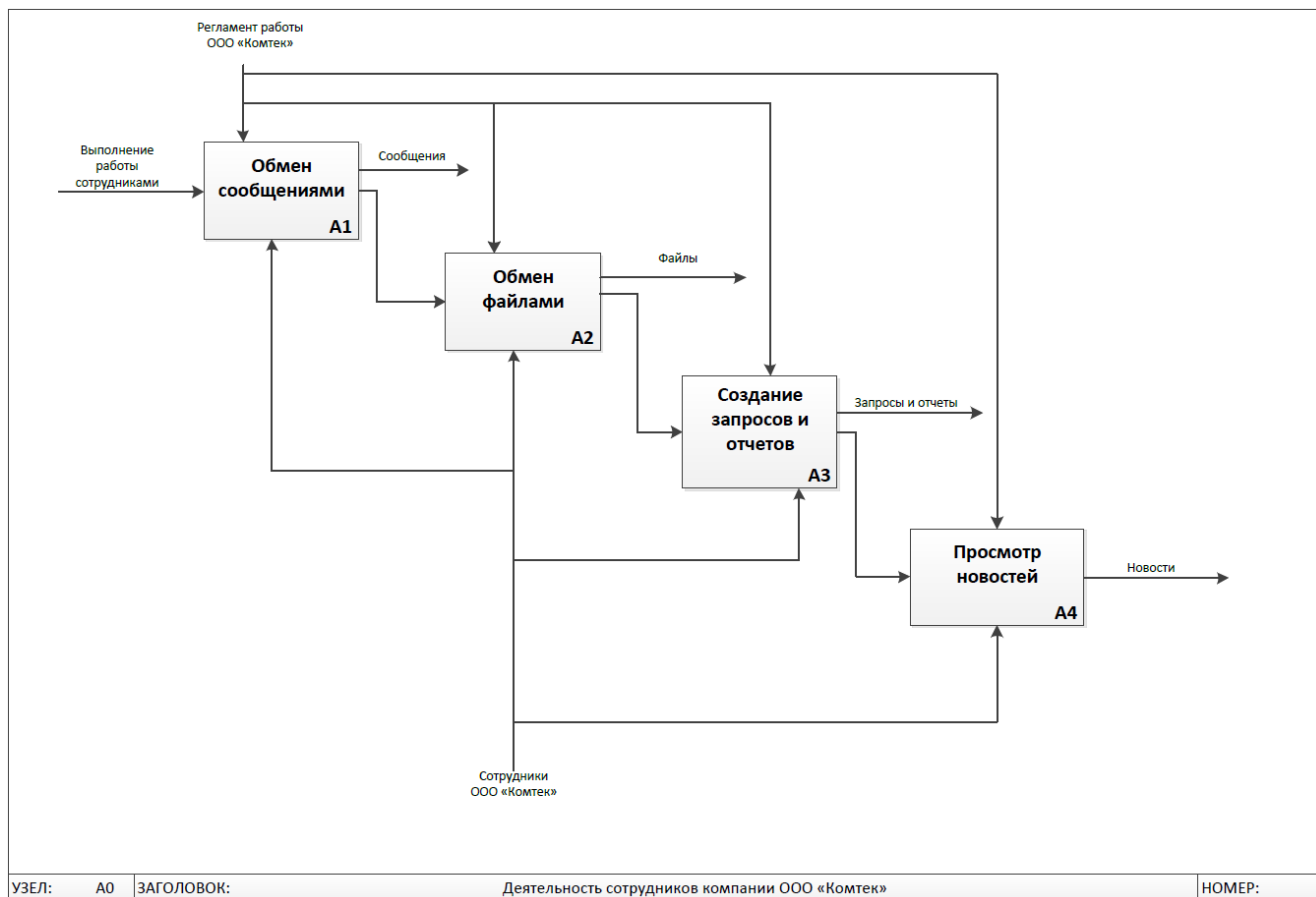 Регламент работы
ООО «Комтек»
Выполнение
работы
сотрудниками
Обмен
сообщениями
A1
Сообщения
Обмен
файлами
A2
Файлы
Создание
запросов и
отчетов
A3
Запросы и отчеты
Просмотр
новостей
A4
Новости
Сотрудники
ООО «Комтек»
УЗЕЛ: A0 ЗАГОЛОВОК: Деятельность сотрудников компании ООО «Комтек» НОМЕР: